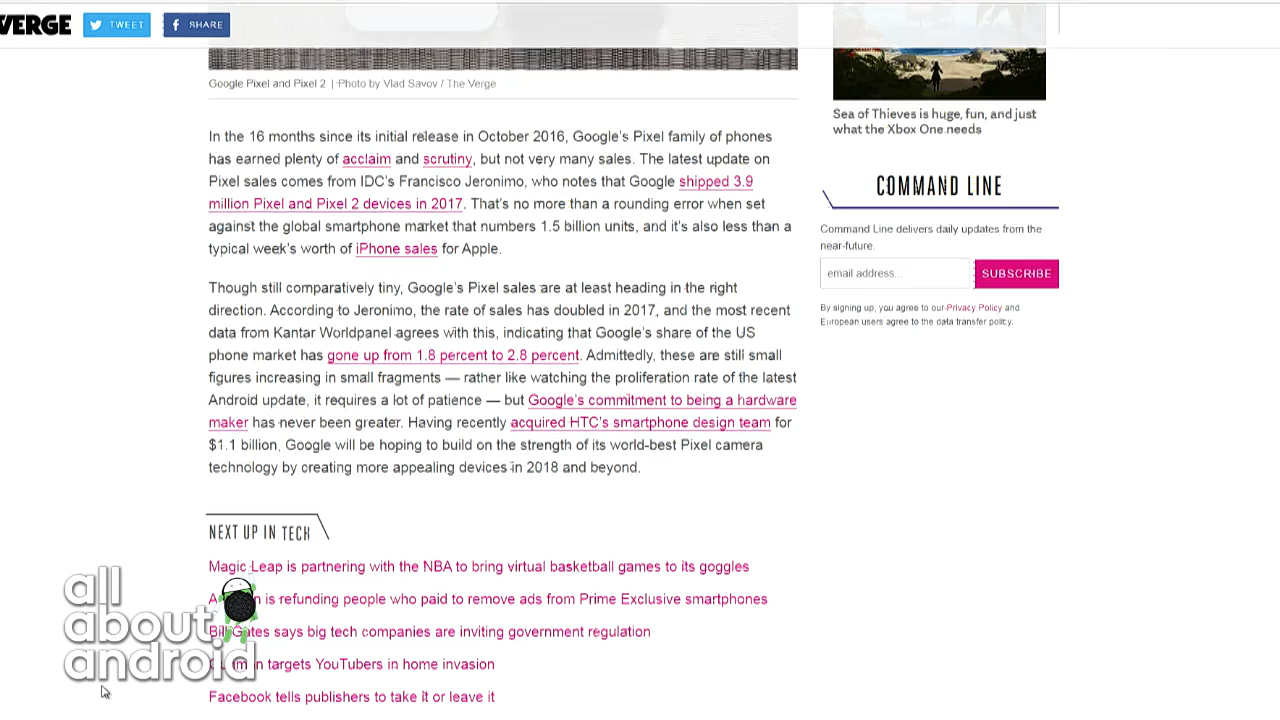 VERGE
TWEET
SHARE
Google Pixel and Pixel 2 | Photo by Vlad Savov / The Verge
In the 16 months since its initial release in October 2016, Google's Pixel family of phones
has earned plenty of acclaim and scrutiny, but not very many sales. The latest update on
Pixel sales comes from IDC's Francisco Jeronimo, who notes that Google shipped 3.9
million Pixel and Pixel 2 devices in 2017. That's no more than a rounding error when set
against the global smartphone market that numbers 1.5 billion units, and it's also less than a
typical week's worth of iPhone sales for Apple.
Though still comparatively tiny, Google's Pixel sales are at least heading in the right
direction. According to Jeronimo, the rate of sales has doubled in 2017, and the most recent
data from Kantar Worldpanel agrees with this, indicating that Google's share of the US
phone market has gone up from 1.8 percent to 2.8 percent. Admittedly, these are still small
figures increasing in small fragments — rather like watching the proliferation rate of the latest
Android update, it requires a lot of patience — but Google's commitment to being a hardware
maker has never been greater. Having recently acquired HTC's smartphone design team for
$1.1 billion, Google will be hoping to build on the strength of its world-best Pixel camera
technology by creating more appealing devices in 2018 and beyond.
NEXT UP IN TECH
Magic Leap is partnering with the NBA to bring virtual basketball games to its goggles
is refunding people who paid to remove ads from Prime Exclusive smartphones
Bill Gates says big tech companies are inviting government regulation
targets YouTubers in home invasion
Facebook tells publishers to take it or leave it
all
about
android
Sea of Thieves is huge, fun, and just
what the Xbox One needs
COMMAND LINE
Command Line delivers daily updates from the
near-future.
email address...
SUBSCRIBE
By signing up, you agree to our Privacy Policy and
European users agree to the data transfer policy.